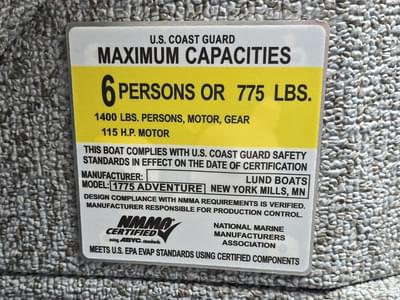 U.S. COAST GUARD
MAXIMUM CAPACITIES
6 PERSONS OR 775 LBS.
1400 LBS. PERSONS, MOTOR, GEAR
115 H.P. MOTOR
THIS BOAT COMPLIES WITH U.S. COAST GUARD SAFETY
STANDARDS IN EFFECT ON THE DATE OF CERTIFICATION
MANUFACTURER: LUND BOATS
MODEL: 1775 ADVENTURE NEW YORK MILLS, MN
DESIGN COMPLIANCE WITH NMMA REQUIREMENTS IS VERIFIED.
MANUFACTURER RESPONSIBLE FOR PRODUCTION CONTROL.
NMMA
CERTIFIED
using ABYC standards
NATIONAL MARINE
MANUFACTURERS
ASSOCIATION
MEETS U.S. EPA EVAP STANDARDS USING CERTIFIED COMPONENTS